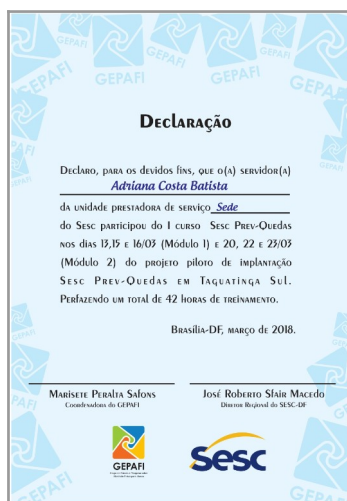 GEPAFI
GEPAFI
GEPAFI
GEPAFI
Declaração
Declaro, para os devidos fins, que o(a) servidor(a)
Adriana Costa Batista
da unidade prestadora de serviço Sede
do Sesc participou do I curso Sesc Prev-Quedas
nos dias 13,15 e 16/03 (Módulo 1) e 20, 22 e 23/03
(Módulo 2) do projeto piloto de implantação
Sesc Prev-Quedas em Taguatinga Sul.
Perfazendo um total de 42 horas de treinamento.
Brasília-DF, março de 2018.
Marisete Peralta Safons
Coordenadora do GEPAFI
José Roberto Sfair Macedo
Diretor Regional do SESC-DF
GEPAFI
Sesc